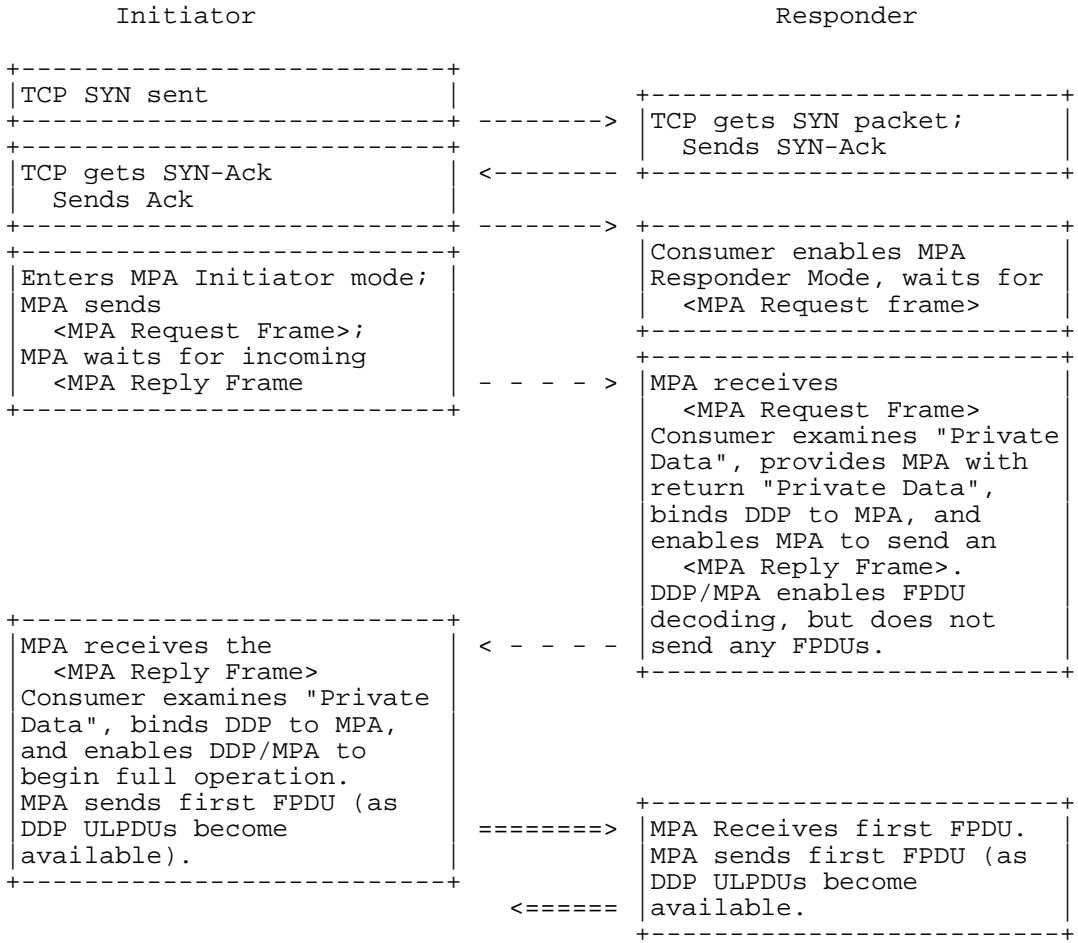 Initiator Responder
TCP SYN sent
--------> TCP gets SYN packet;
Sends SYN-Ack
TCP gets SYN-Ack <--------
Sends Ack
-------->
Consumer enables MPA
Responder Mode, waits for
<MPA Request frame>
Enters MPA Initiator mode;
MPA sends
<MPA Request Frame>;
MPA waits for incoming
<MPA Reply Frame - - - - >
MPA receives
<MPA Request Frame>
Consumer examines "Private
Data", provides MPA with
return "Private Data",
binds DDP to MPA, and
enables MPA to send an
<MPA Reply Frame>.
DDP/MPA enables FPDU
decoding, but does not
< - - - - send any FPDUs.
MPA receives the
<MPA Reply Frame>
Consumer examines "Private
Data", binds DDP to MPA,
and enables DDP/MPA to
begin full operation.
MPA sends first FPDU (as
DDP ULPDUs become ========>
available).
MPA Receives first FPDU.
MPA sends first FPDU (as
DDP ULPDUs become
<====== available.